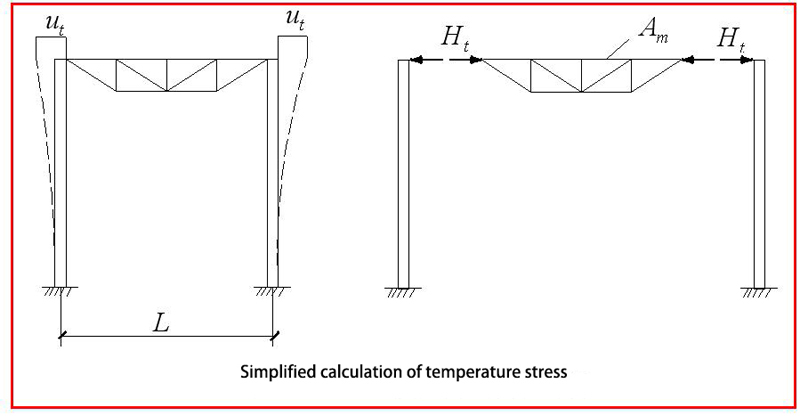 u_t u_t
H_t A_m H_t
L
Simplified calculation of temperature stress